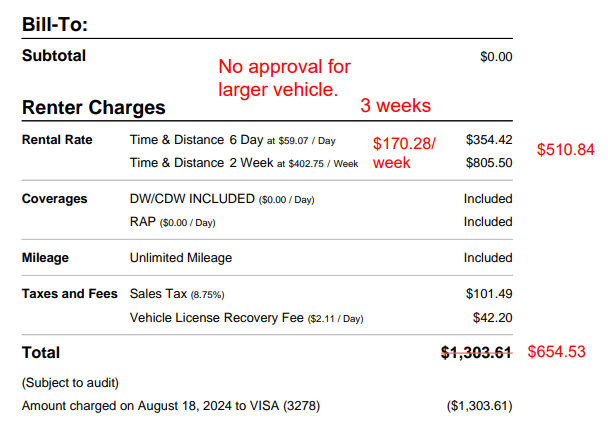 Bill-To:
Subtotal $0.00
No approval for
larger vehicle.
Renter Charges 3 weeks
Rental Rate Time & Distance 6 Day at $59.07 / Day $354.42
$170.28/
week
$510.84
Time & Distance 2 Week at $402.75 / Week $805.50
Coverages DW/CDW INCLUDED ($0.00 / Day) Included
RAP ($0.00 / Day) Included
Mileage Unlimited Mileage Included
Taxes and Fees Sales Tax (8.75%) $101.49
Vehicle License Recovery Fee ($2.11 / Day) $42.20
Total $1,303.61 $654.53
(Subject to audit)
Amount charged on August 18, 2024 to VISA (3278) ($1,303.61)